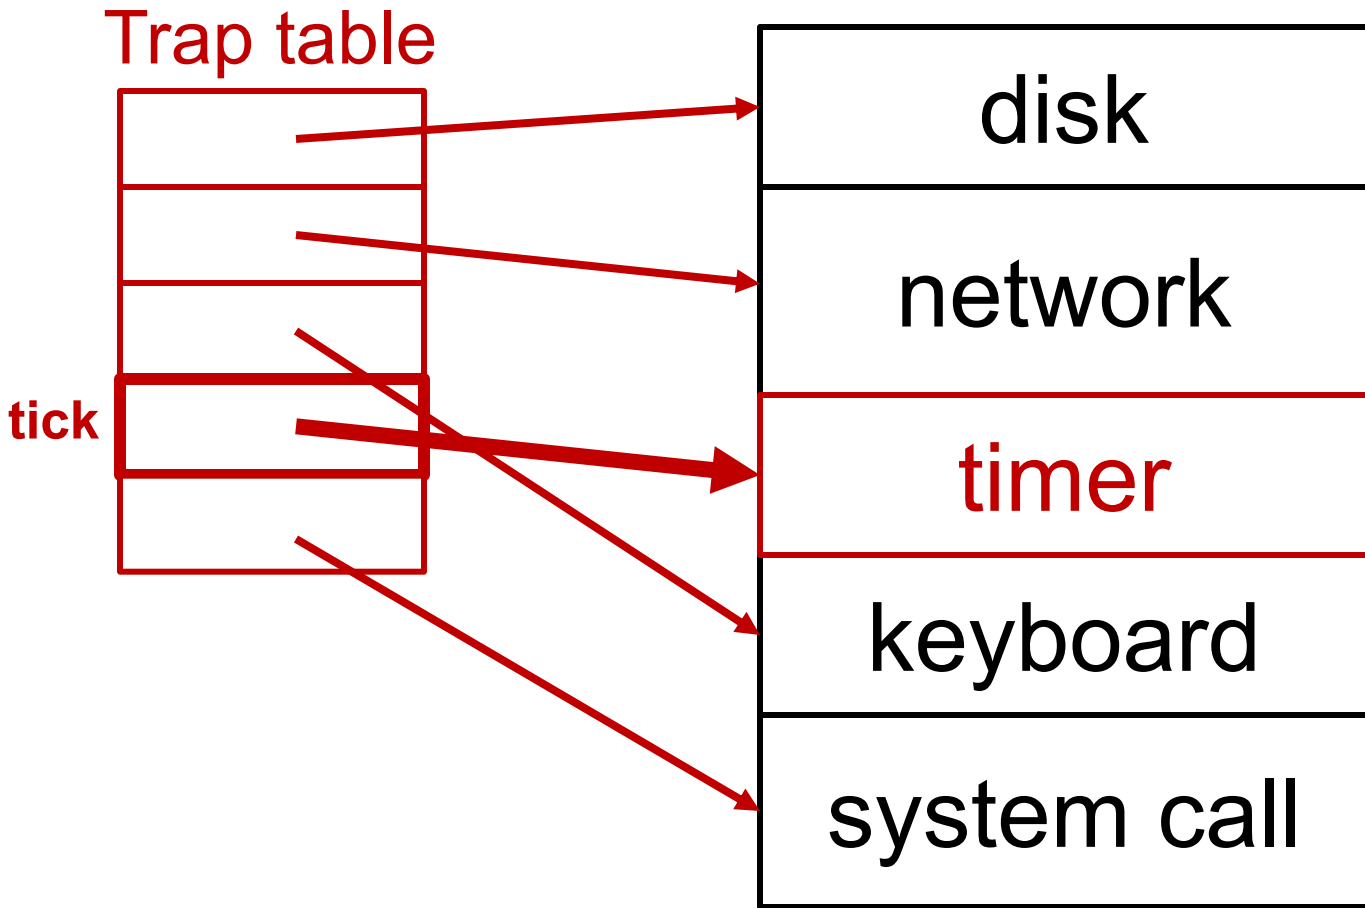 Trap table
tick
disk
network
timer
keyboard
system call